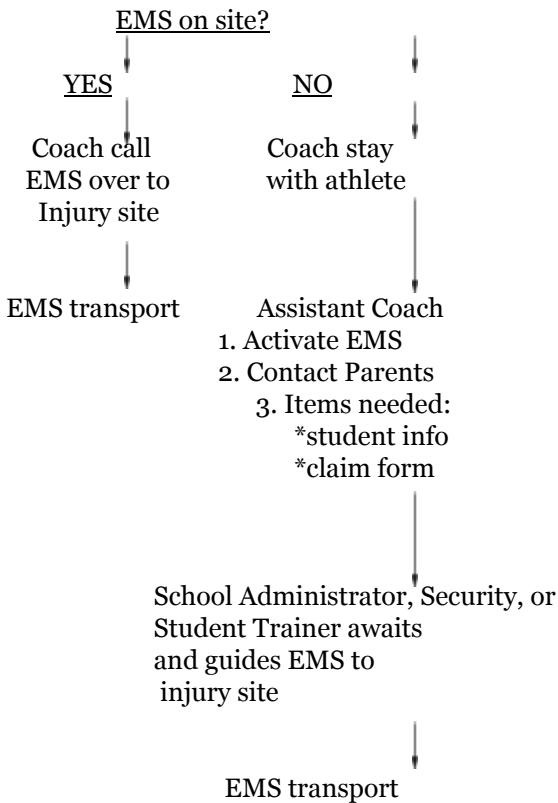 EMS on site?
YES
NO
Coach call
EMS over to
Injury site
Coach stay
with athlete
EMS transport
Assistant Coach
1. Activate EMS
2. Contact Parents
3. Items needed:
*student info
*claim form
School Administrator, Security, or
Student Trainer awaits
and guides EMS to
injury site
EMS transport